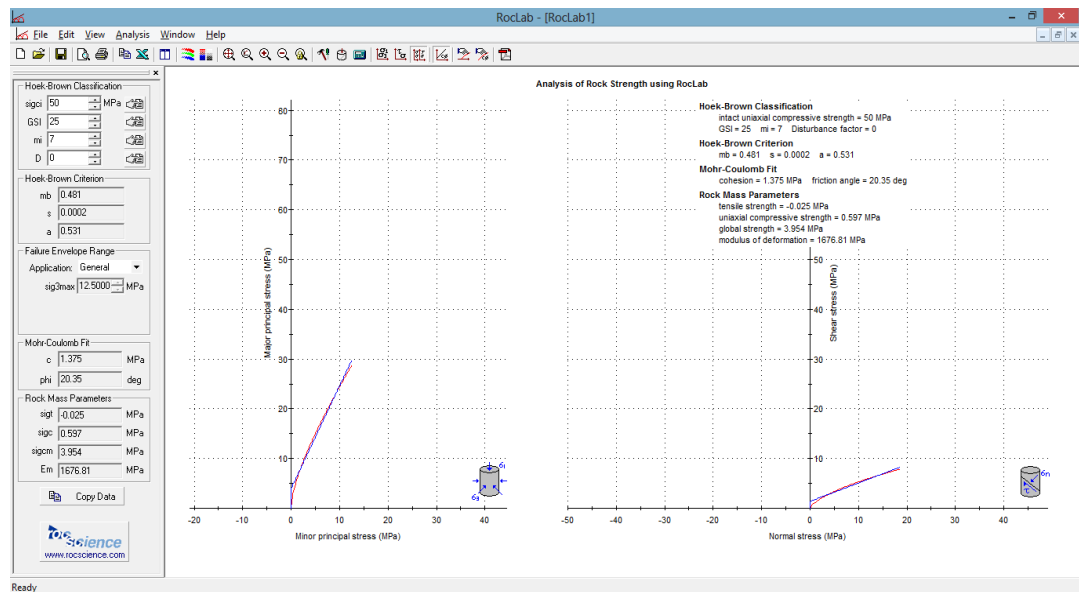 RocLab - [RocLab1]
File Edit View Analysis Window Help
Hoek-Brown Classification
sigci 50 MPa
GSI 25
mi 7
D 0
Hoek-Brown Criterion
mb 0.481
s 0.0002
a 0.531
Failure Envelope Range
Application: General
sig3max 12.5000 MPa
Mohr-Coulomb Fit
c 1.375 MPa
phi 20.35 deg
Rock Mass Parameters
sigt -0.025 MPa
sigc 0.597 MPa
sigcm 3.954 MPa
Em 1676.81 MPa
Copy Data
rocscience
www.rocscience.com
Ready
Analysis of Rock Strength using RocLab
80
70
60
50
40
30
20
10
Major principal stress (MPa)
-20 -10 0 10 20 30 40
Minor principal stress (MPa)
σ1
σ3
Hoek-Brown Classification
intact uniaxial compressive strength = 50 MPa
GSI = 25 mi = 7 Disturbance factor = 0
Hoek-Brown Criterion
mb = 0.481 s = 0.0002 a = 0.531
Mohr-Coulomb Fit
cohesion = 1.375 MPa friction angle = 20.35 deg
Rock Mass Parameters
tensile strength = -0.025 MPa
uniaxial compressive strength = 0.597 MPa
global strength = 3.954 MPa
modulus of deformation = 1676.81 MPa
50
40
30
20
10
Shear stress (MPa)
-50 -40 -30 -20 -10 0 10 20 30 40
Normal stress (MPa)
σn
τ